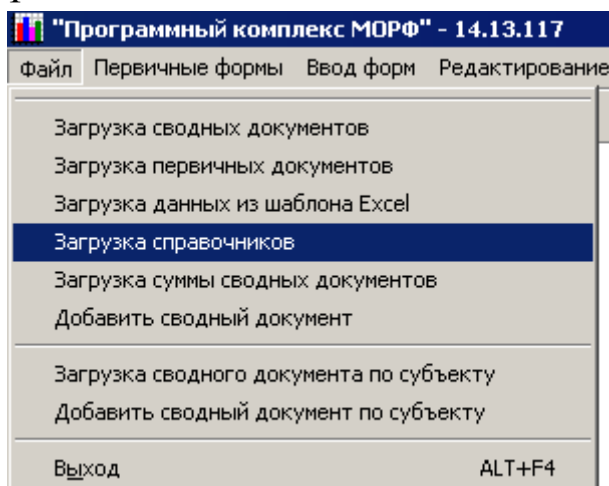 "Программный комплекс МОРФ" - 14.13.117
Файл Первичные формы Ввод форм Редактирование
Загрузка сводных документов
Загрузка первичных документов
Загрузка данных из шаблона Excel
Загрузка справочников
Загрузка суммы сводных документов
Добавить сводный документ
Загрузка сводного документа по субъекту
Добавить сводный документ по субъекту
Выход ALT+F4